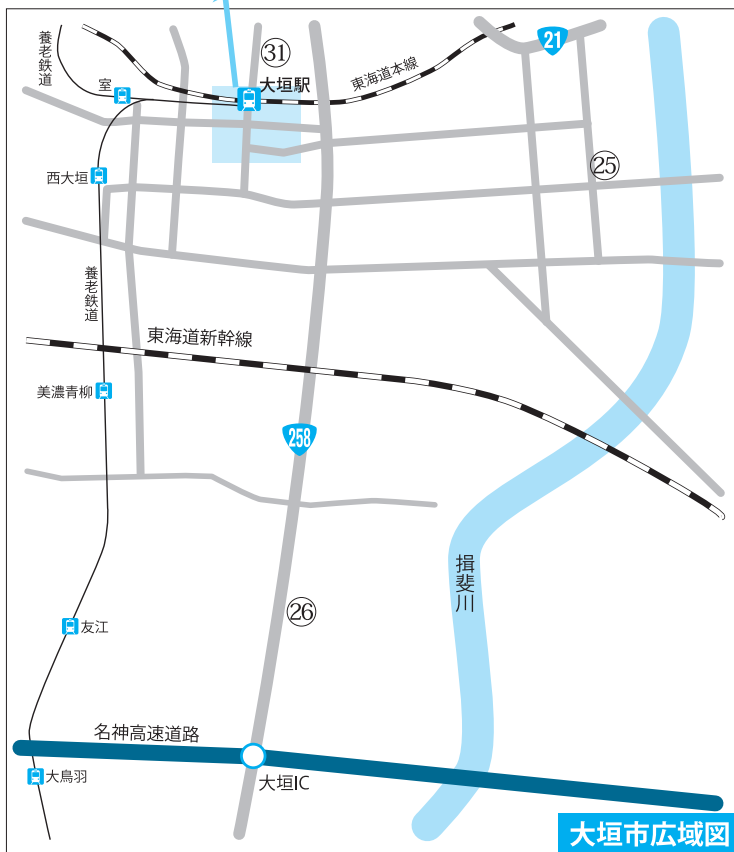 養老鉄道
㉛
21
室
大垣駅
東海道本線
㉕
西大垣
養老鉄道
東海道新幹線
美濃青柳
258
揖斐川
㉖
友江
名神高速道路
大鳥羽
大垣IC
大垣市広域図